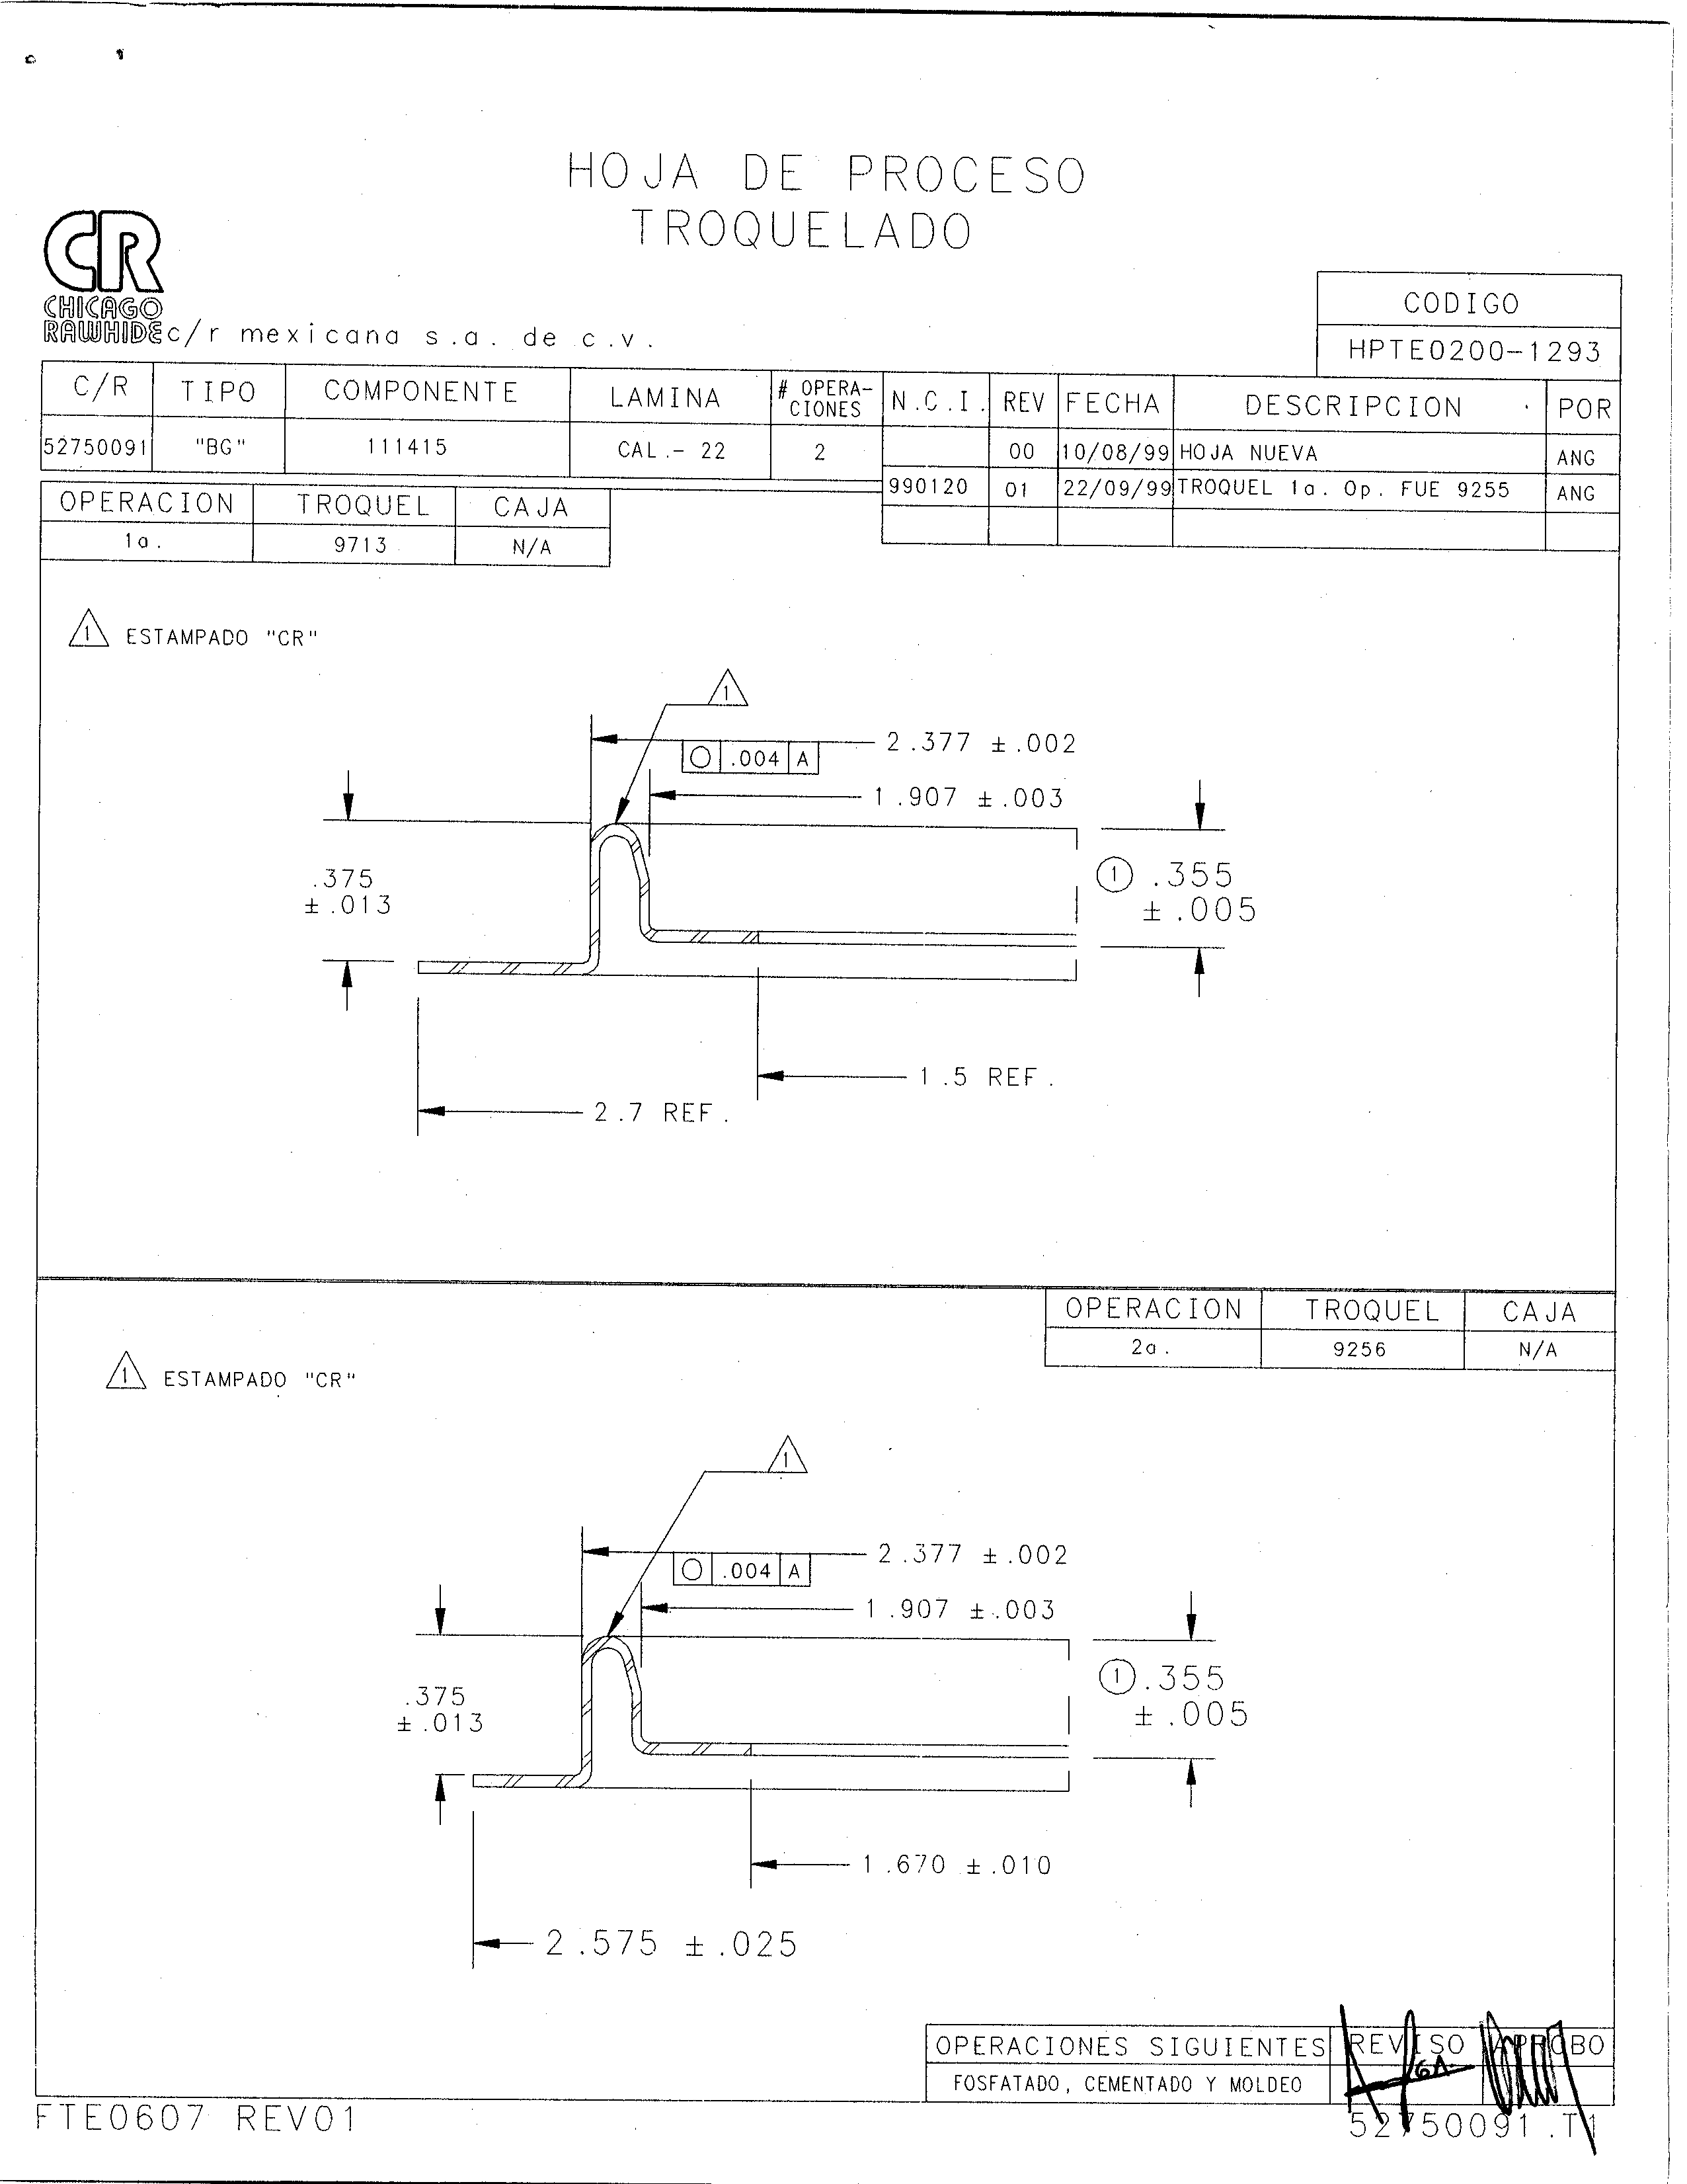 HOJA DE PROCESO
TROQUELADO
CR
CHICAGO
RAWHIDE c/r mexicana s.a. de c.v.
CODIGO
HPTE0200-1293
C/R TIPO COMPONENTE LAMINA # OPERA-CIONES N.C.I. REV FECHA DESCRIPCION POR
52750091 "BG" 111415 CAL.- 22 2 00 10/08/99 HOJA NUEVA ANG
990120 01 22/09/99 TROQUEL 1a. Op. FUE 9255 ANG
OPERACION TROQUEL CAJA
1a. 9713 N/A
1 ESTAMPADO "CR"
1
2.377 ±.002
.004 A
1.907 ±.003
.375
±.013
1 .355
±.005
1.5 REF.
2.7 REF.
OPERACION TROQUEL CAJA
2a. 9256 N/A
1 ESTAMPADO "CR"
1
2.377 ±.002
.004 A
1.907 ±.003
.375
±.013
1 .355
±.005
1.670 ±.010
2.575 ±.025
OPERACIONES SIGUIENTES REVISO APROBO
FOSFATADO, CEMENTADO Y MOLDEO
FTE0607 REV01
52750091.T1